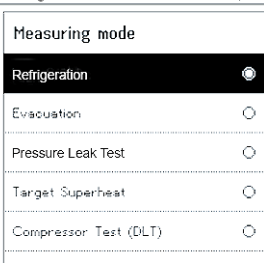 Measuring mode
Refrigeration
Evacuation
Pressure Leak Test
Target Superheat
Compressor Test (DLT)